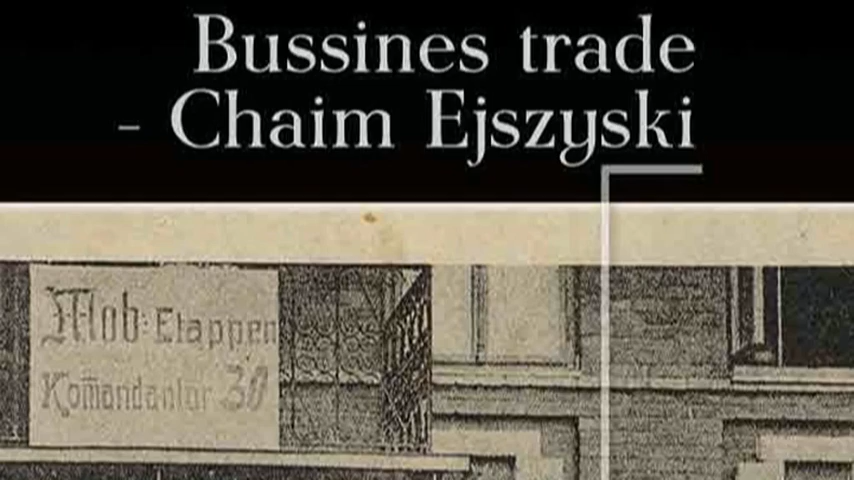 Bussines trade
- Chaim Ejszyski
Mob: Etappen
Komandantur 30